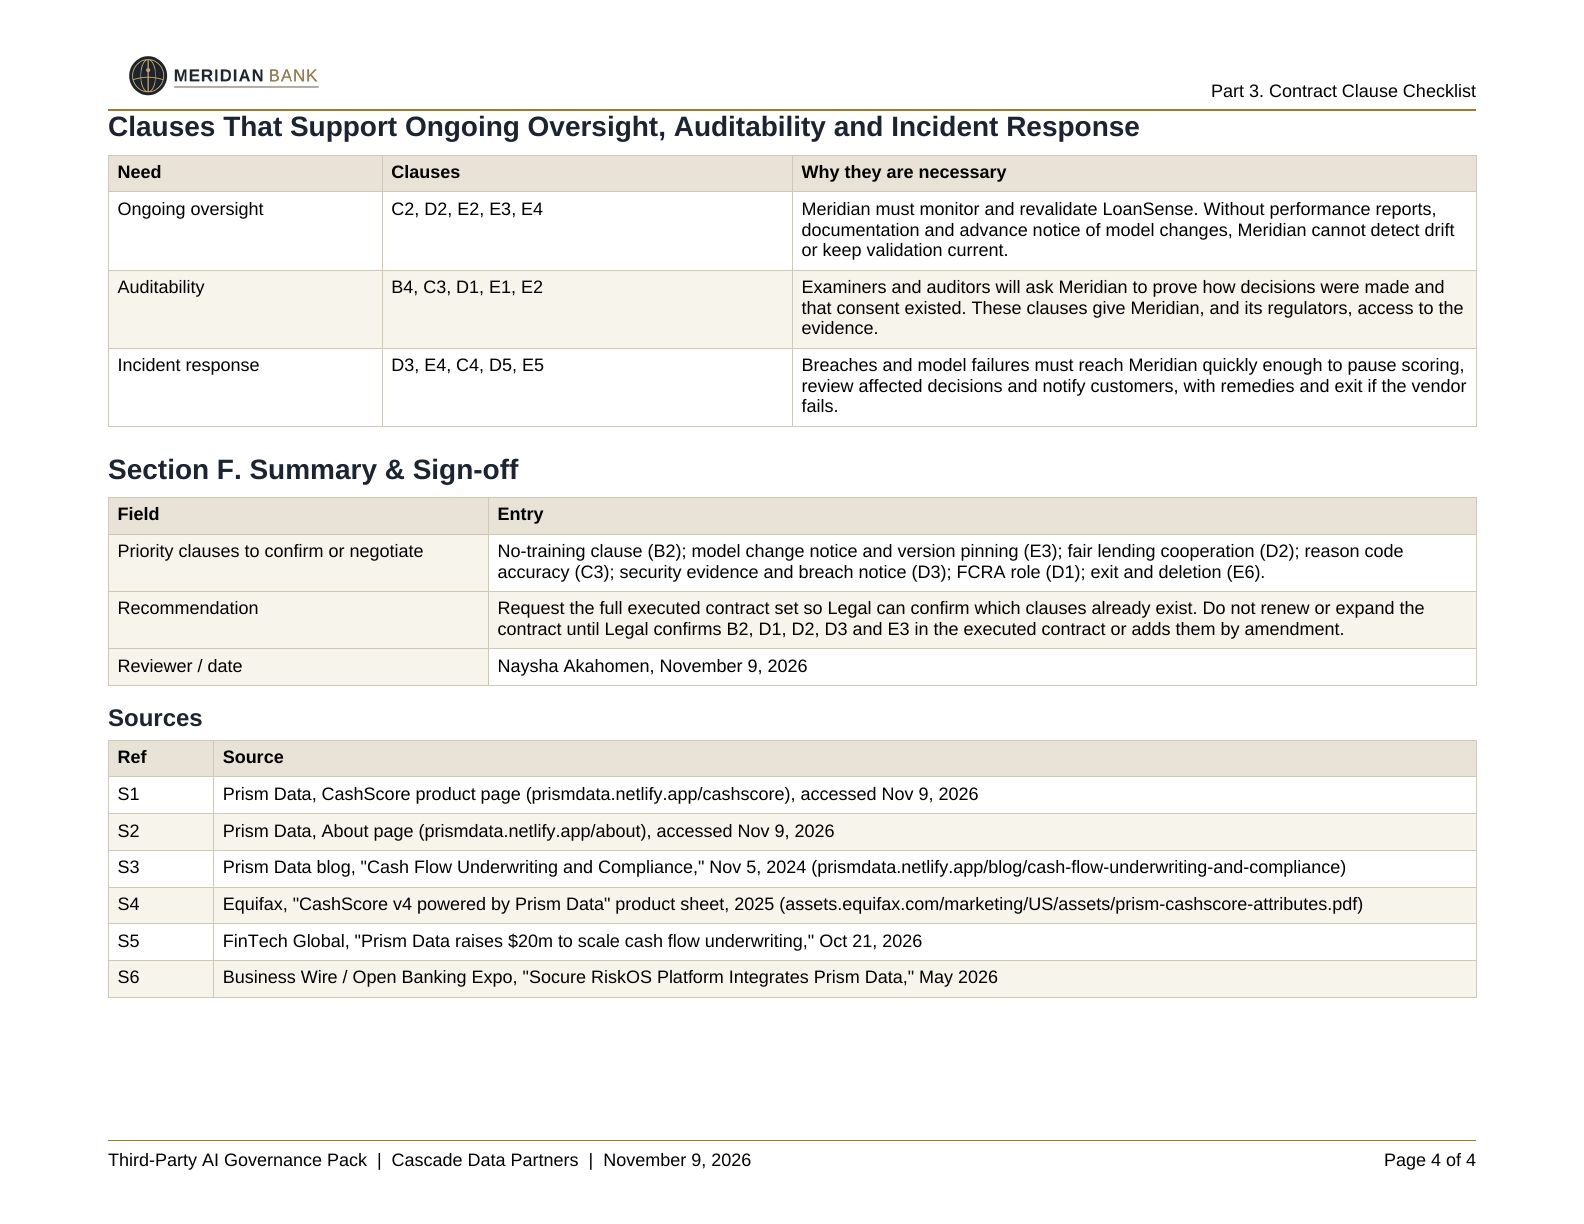 MERIDIAN BANK
Part 3. Contract Clause Checklist
Clauses That Support Ongoing Oversight, Auditability and Incident Response
Need Clauses Why they are necessary
Ongoing oversight C2, D2, E2, E3, E4 Meridian must monitor and revalidate LoanSense. Without performance reports,
documentation and advance notice of model changes, Meridian cannot detect drift
or keep validation current.
Auditability B4, C3, D1, E1, E2 Examiners and auditors will ask Meridian to prove how decisions were made and
that consent existed. These clauses give Meridian, and its regulators, access to the
evidence.
Incident response D3, E4, C4, D5, E5 Breaches and model failures must reach Meridian quickly enough to pause scoring,
review affected decisions and notify customers, with remedies and exit if the vendor
fails.
Section F. Summary & Sign-off
Field Entry
Priority clauses to confirm or negotiate No-training clause (B2); model change notice and version pinning (E3); fair lending cooperation (D2); reason code
accuracy (C3); security evidence and breach notice (D3); FCRA role (D1); exit and deletion (E6).
Recommendation Request the full executed contract set so Legal can confirm which clauses already exist. Do not renew or expand the
contract until Legal confirms B2, D1, D2, D3 and E3 in the executed contract or adds them by amendment.
Reviewer / date Naysha Akahomen, November 9, 2026
Sources
Ref Source
S1 Prism Data, CashScore product page (prismdata.netlify.app/cashscore), accessed Nov 9, 2026
S2 Prism Data, About page (prismdata.netlify.app/about), accessed Nov 9, 2026
S3 Prism Data blog, "Cash Flow Underwriting and Compliance," Nov 5, 2024 (prismdata.netlify.app/blog/cash-flow-underwriting-and-compliance)
S4 Equifax, "CashScore v4 powered by Prism Data" product sheet, 2025 (assets.equifax.com/marketing/US/assets/prism-cashscore-attributes.pdf)
S5 FinTech Global, "Prism Data raises $20m to scale cash flow underwriting," Oct 21, 2026
S6 Business Wire / Open Banking Expo, "Socure RiskOS Platform Integrates Prism Data," May 2026
Third-Party AI Governance Pack | Cascade Data Partners | November 9, 2026
Page 4 of 4